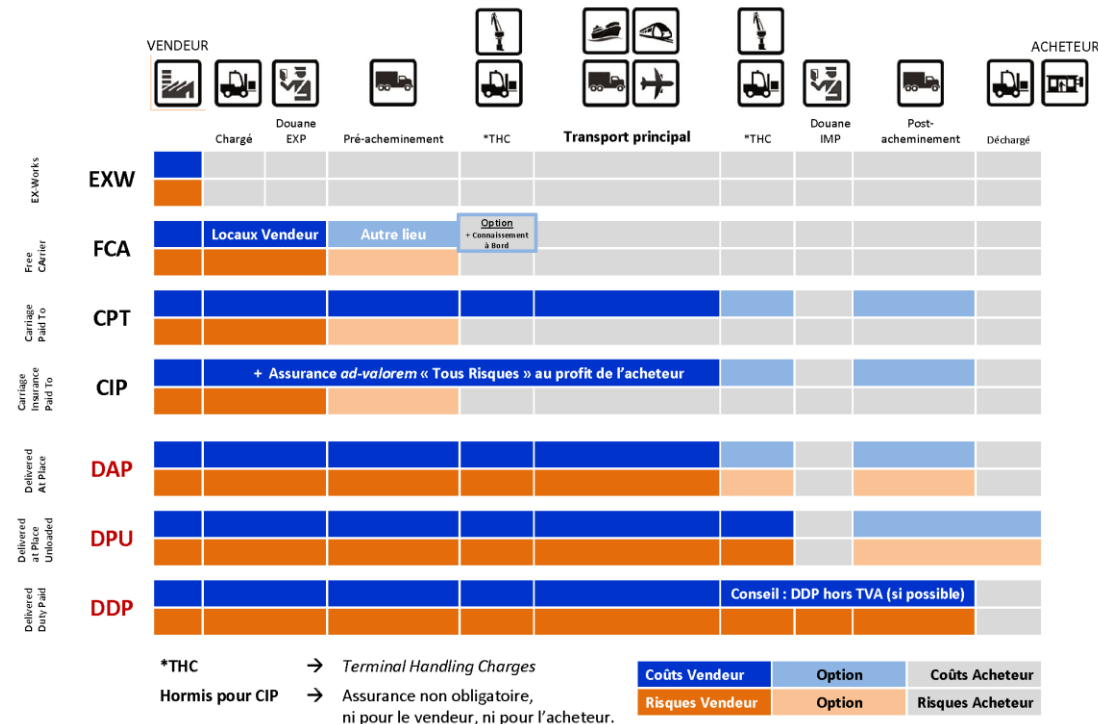 VENDEUR
ACHETEUR
Chargé
Douane
EXP
Pré-acheminement
*THC
Transport principal
*THC
Douane
IMP
Post-
acheminement
Déchargé
EX-Works
EXW
Free
CArrier
FCA
Locaux Vendeur
Autre lieu
Option
+ Connaissement
à Bord
Carriage
Paid To
CPT
Carriage
Insurance
Paid To
CIP
+ Assurance ad-valorem « Tous Risques » au profit de l’acheteur
Delivered
At Place
DAP
Delivered
at Place
Unloaded
DPU
Delivered
Duty Paid
DDP
Conseil : DDP hors TVA (si possible)
*THC → Terminal Handling Charges
Hormis pour CIP → Assurance non obligatoire,
ni pour le vendeur, ni pour l’acheteur.
Coûts Vendeur Option Coûts Acheteur
Risques Vendeur Option Risques Acheteur